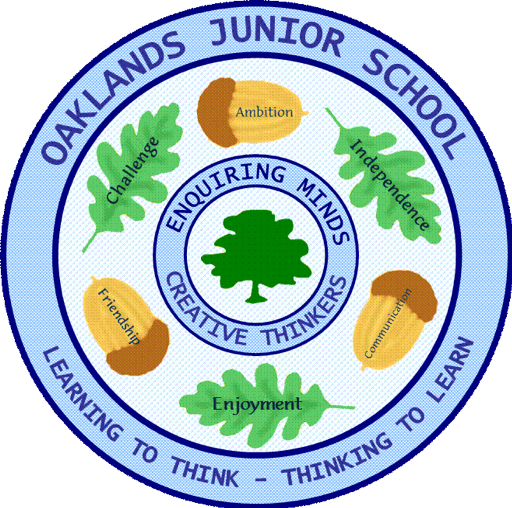 OAKLANDS JUNIOR SCHOOL
Ambition
Challenge
Independence
ENQUIRING MINDS
CREATIVE THINKERS
Friendship
Communication
Enjoyment
LEARNING TO THINK - THINKING TO LEARN